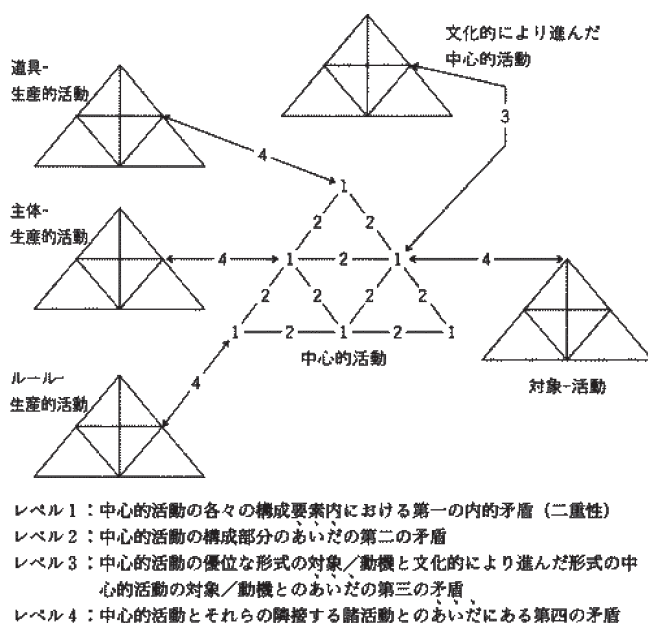 道具-
生産的活動
文化的により進んだ
中心的活動
3
4
1
2 2
主体-
生産的活動
4
1 2 1
4
2 2 2 2
1 2 1 2 1
中心的活動
ルール-
生産的活動
4
対象-活動
レベル1：中心的活動の各々の構成要素内における第一の内的矛盾（二重性）
レベル2：中心的活動の構成部分のあいだの第二の矛盾
レベル3：中心的活動の優位な形式の対象／動機と文化的により進んだ形式の中
心的活動の対象／動機とのあいだの第三の矛盾
レベル4：中心的活動とそれらの隣接する諸活動とのあいだにある第四の矛盾